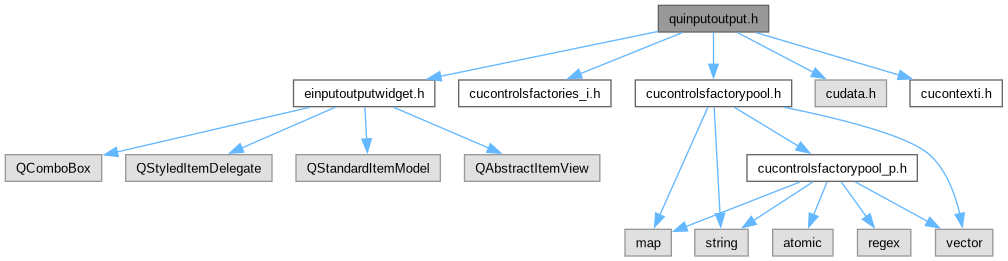 quinputoutput.h
einputoutputwidget.h
cucontrolsfactories_i.h
cucontrolsfactorypool.h
cudata.h
cucontexti.h
QComboBox
QStyledItemDelegate
QStandardItemModel
QAbstractItemView
cucontrolsfactorypool_p.h
map
string
atomic
regex
vector